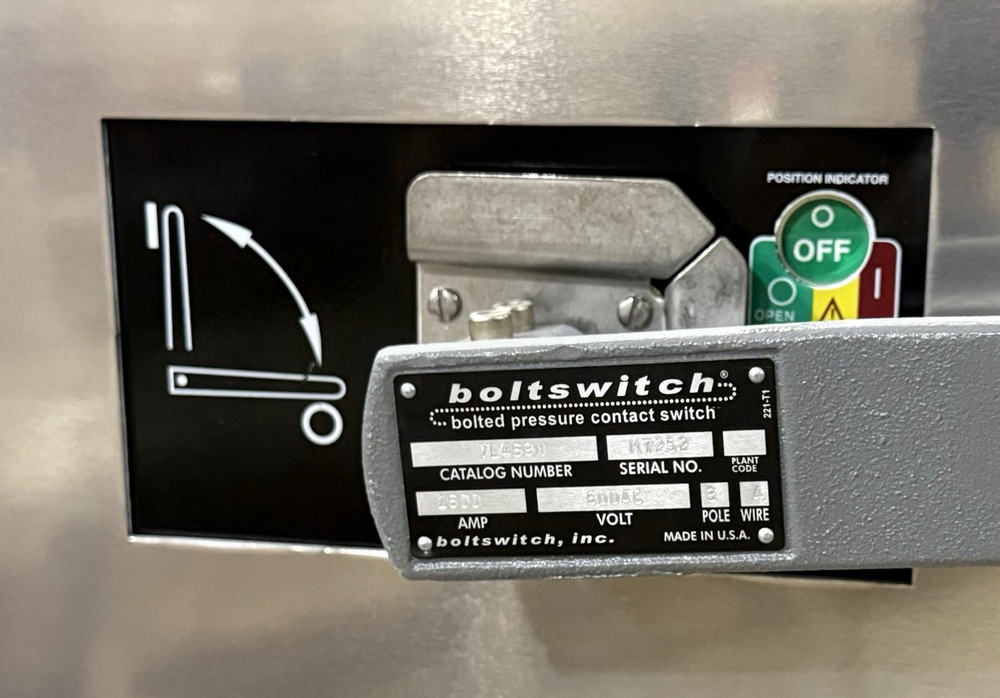 POSITION INDICATOR
OFF
OPEN
boltswitch®
bolted pressure contact switch
CATALOG NUMBER
SERIAL NO.
PLANT
CODE
1600
600AC
3
4
AMP
VOLT
POLE
WIRE
boltswitch, inc.
MADE IN U.S.A.
221-T1